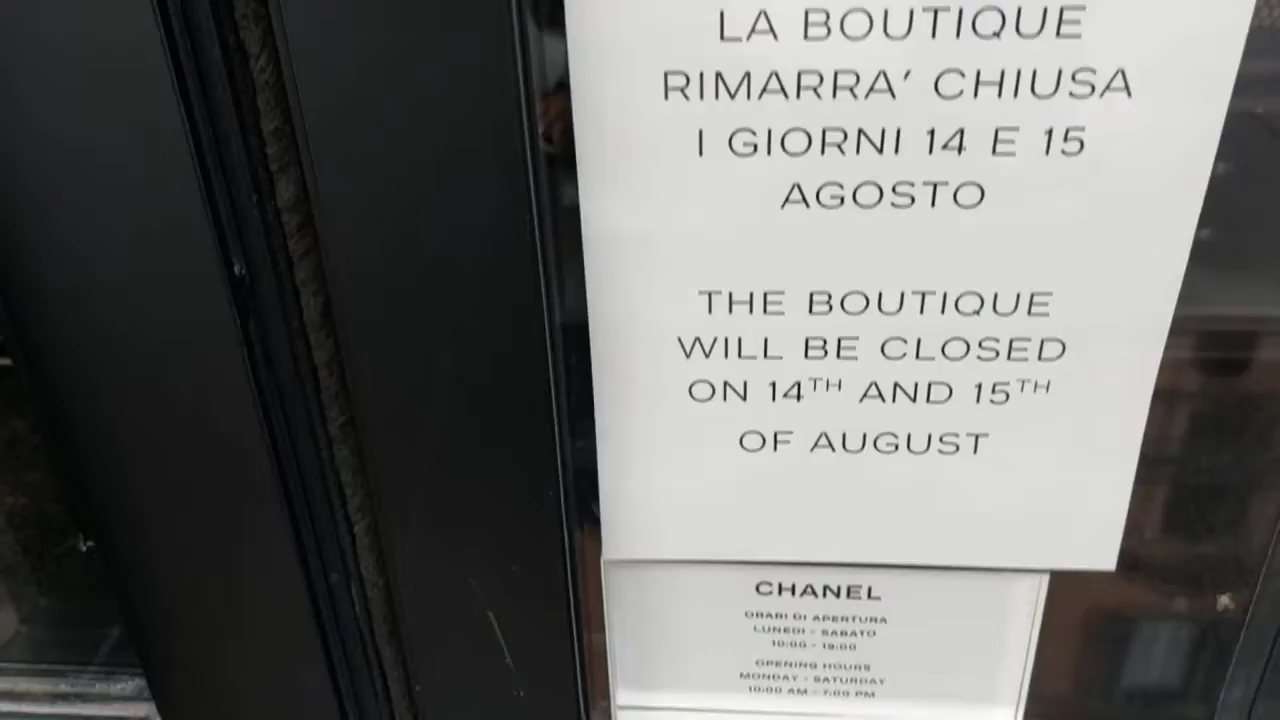 LA BOUTIQUE
RIMARRA' CHIUSA
I GIORNI 14 E 15
AGOSTO
THE BOUTIQUE
WILL BE CLOSED
ON 14TH AND 15TH
OF AUGUST
CHANEL
ORARI DI APERTURA
LUNEDI - SABATO
10:00 - 19:00
OPENING HOURS
MONDAY - SATURDAY
10:00 AM - 7:00 PM